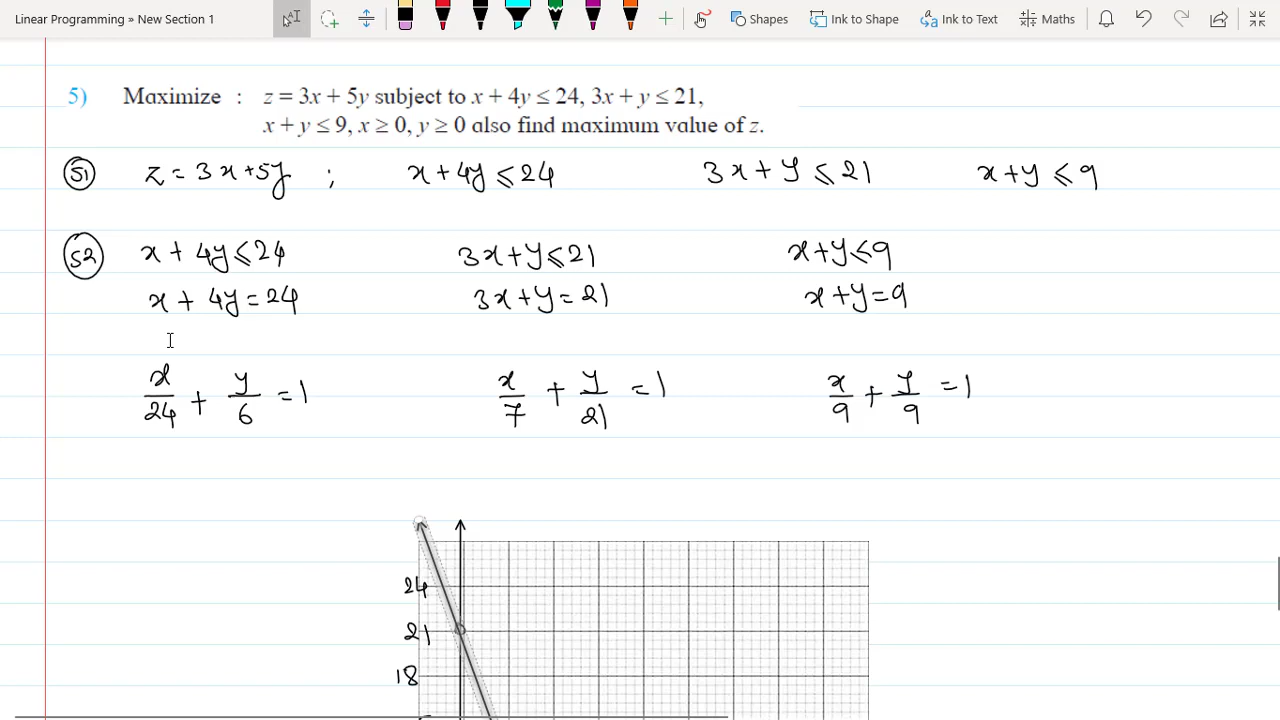 Linear Programming » New Section 1
Shapes Ink to Shape Ink to Text Maths
5) Maximize : z = 3x + 5y subject to x + 4y ≤ 24, 3x + y ≤ 21,
x + y ≤ 9, x ≥ 0, y ≥ 0 also find maximum value of z.
S1 z = 3x+5y ; x+4y ≤ 24 3x+y ≤ 21 x+y ≤ 9
S2 x + 4y ≤ 24 3x+y ≤ 21 x+y ≤ 9
x + 4y = 24 3x+y = 21 x+y = 9
x/24 + y/6 = 1 x/7 + y/21 = 1 x/9 + y/9 = 1
24
21
18